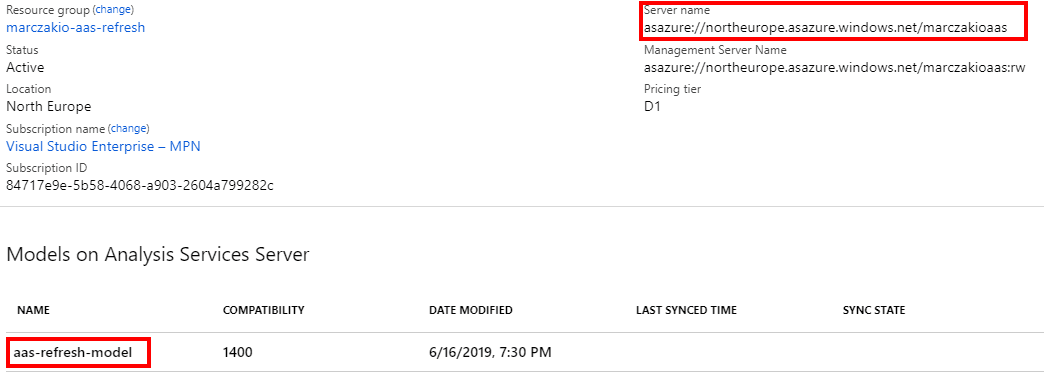 Resource group (change)
marczakio-aas-refresh
Status
Active
Location
North Europe
Subscription name (change)
Visual Studio Enterprise – MPN
Subscription ID
84717e9e-5b58-4068-a903-2604a799282c
Server name
asazure://northeurope.asazure.windows.net/marczakioaas
Management Server Name
asazure://northeurope.asazure.windows.net/marczakioaas:rw
Pricing tier
D1
Models on Analysis Services Server
NAME COMPATIBILITY DATE MODIFIED LAST SYNCED TIME SYNC STATE
aas-refresh-model 1400 6/16/2019, 7:30 PM